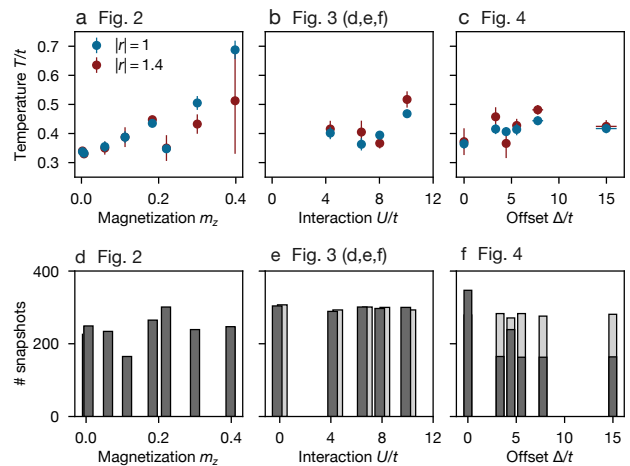 a Fig. 2
b Fig. 3 (d,e,f)
c Fig. 4
|r| = 1
|r| = 1.4
Temperature T/t
0.7
0.6
0.5
0.4
0.3
0.0 0.2 0.4
0 4 8 12
0 5 10 15
Magnetization m_z
Interaction U/t
Offset Δ/t
d Fig. 2
e Fig. 3 (d,e,f)
f Fig. 4
# snapshots
400
200
0
0.0 0.2 0.4
0 4 8 12
0 5 10 15
Magnetization m_z
Interaction U/t
Offset Δ/t